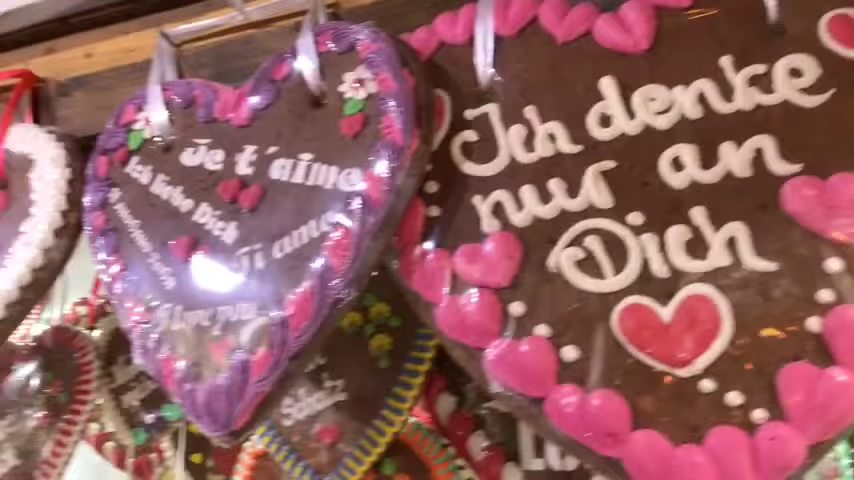 Je t'aime
Ich liebe Dich
Ti amo
I love you
Ich denke
nur an
Dich
Schatz